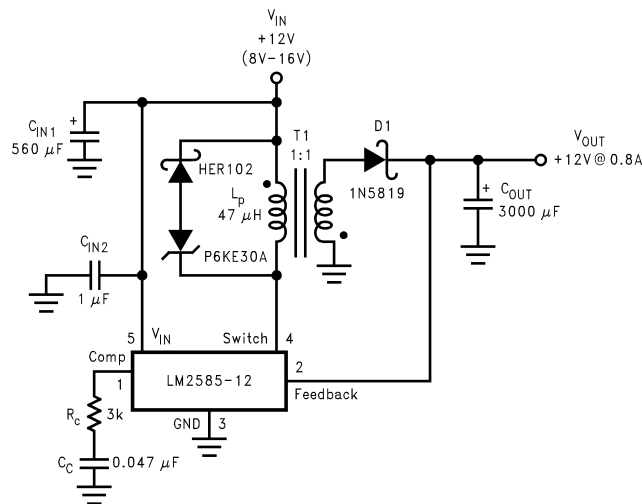 V_IN
+12V
(8V-16V)
C_IN1
+
560 µF
HER102
L_p
47 µH
T1
1:1
D1
1N5819
V_OUT
+12V @ 0.8A
+
C_OUT
3000 µF
P6KE30A
C_IN2
1 µF
5
V_IN
Switch
4
Comp
1
LM2585-12
2
Feedback
R_c
3k
GND
3
C_C
0.047 µF